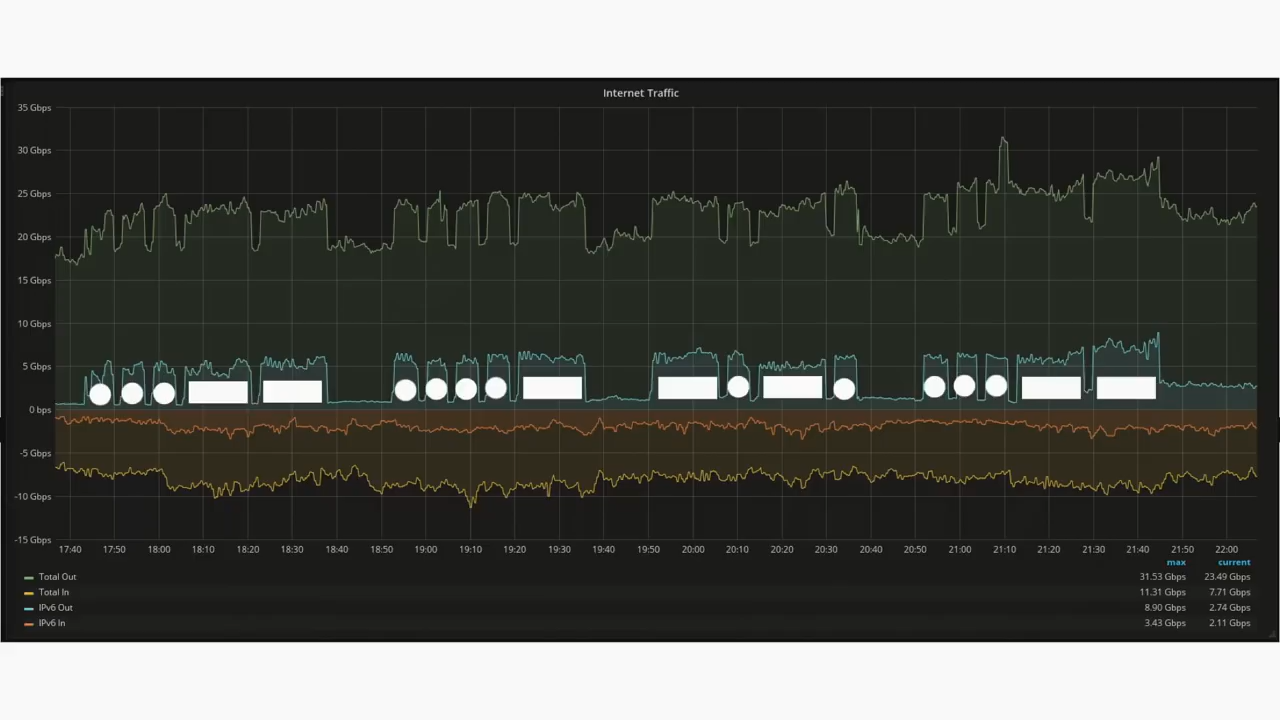 Internet Traffic
35 Gbps
30 Gbps
25 Gbps
20 Gbps
15 Gbps
10 Gbps
5 Gbps
0 bps
-5 Gbps
-10 Gbps
-15 Gbps
17:40 17:50 18:00 18:10 18:20 18:30 18:40 18:50 19:00 19:10 19:20 19:30 19:40 19:50 20:00 20:10 20:20 20:30 20:40 20:50 21:00 21:10 21:20 21:30 21:40 21:50 22:00
max current
Total Out 31.53 Gbps 23.49 Gbps
Total In 11.31 Gbps 7.71 Gbps
IPv6 Out 8.90 Gbps 2.74 Gbps
IPv6 In 3.43 Gbps 2.11 Gbps